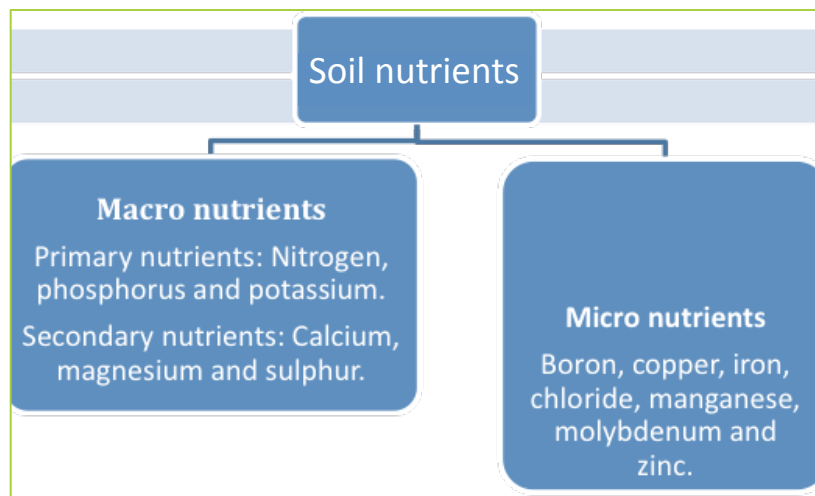 Soil nutrients
Macro nutrients
Primary nutrients: Nitrogen,
phosphorus and potassium.
Secondary nutrients: Calcium,
magnesium and sulphur.
Micro nutrients
Boron, copper, iron,
chloride, manganese,
molybdenum and
zinc.